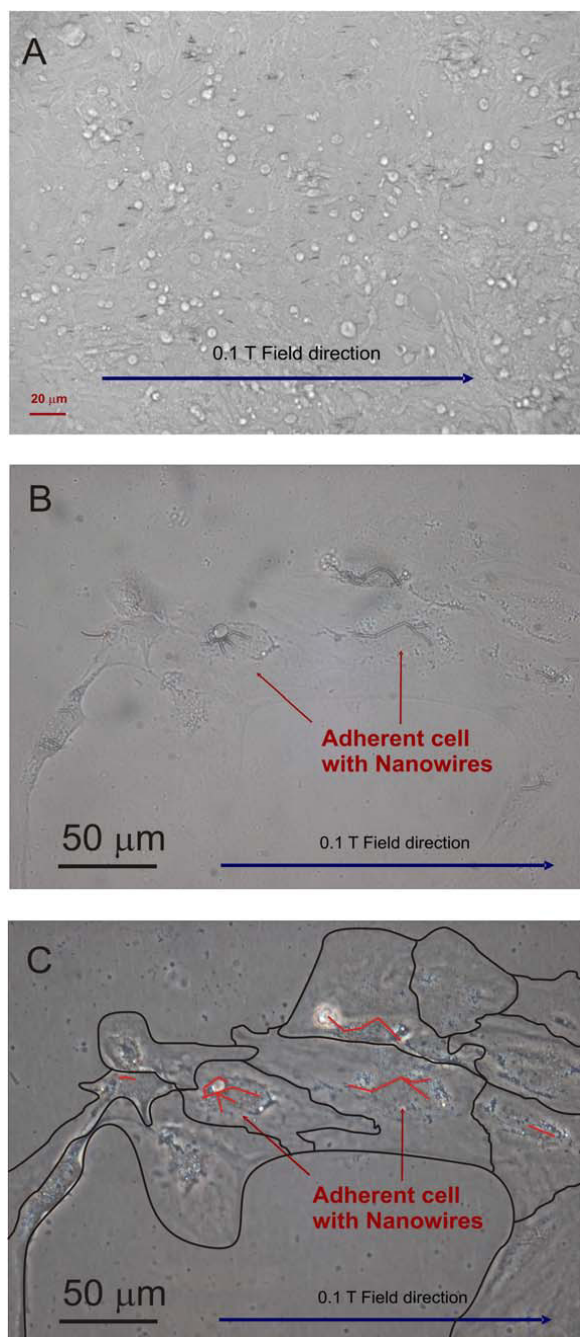 A
0.1 T Field direction
20 μm
B
Adherent cell
with Nanowires
50 μm
0.1 T Field direction
C
Adherent cell
with Nanowires
50 μm
0.1 T Field direction